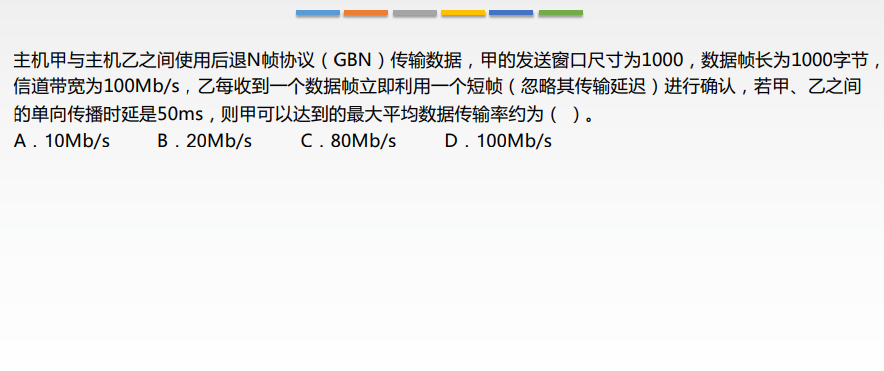 主机甲与主机乙之间使用后退N帧协议（GBN）传输数据，甲的发送窗口尺寸为1000，数据帧长为1000字节，
信道带宽为100Mb/s，乙每收到一个数据帧立即利用一个短帧（忽略其传输延迟）进行确认，若甲、乙之间
的单向传播时延是50ms，则甲可以达到的最大平均数据传输率约为（ ）。
A．10Mb/s B．20Mb/s C．80Mb/s D．100Mb/s